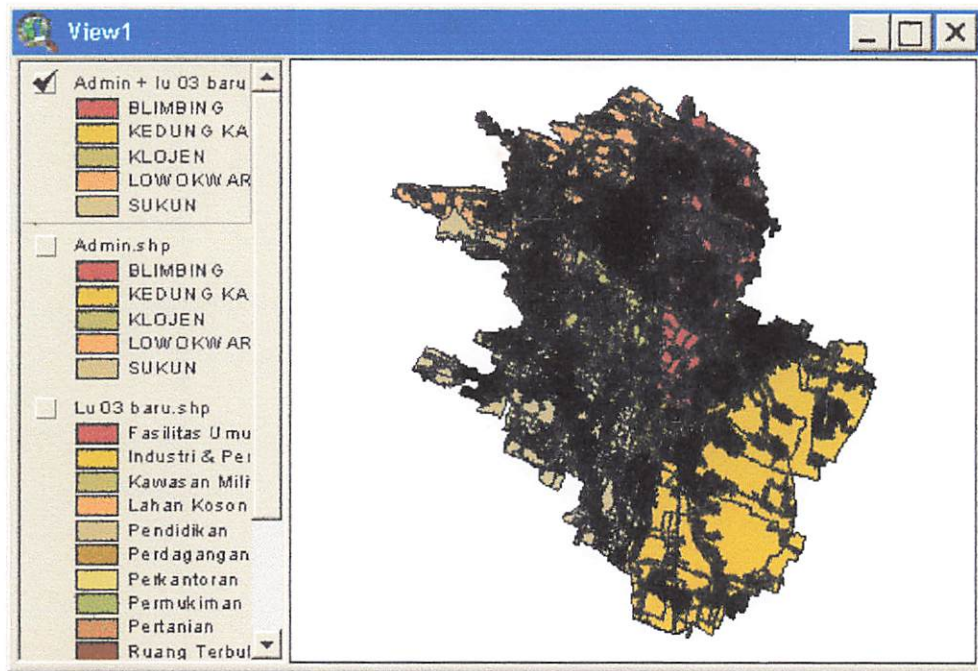 View1
Admin + lu 03 baru
BLIMBING
KEDUNG KA
KLOJEN
LOWOKWAR
SUKUN
Admin.shp
BLIMBING
KEDUNG KA
KLOJEN
LOWOKWAR
SUKUN
Lu 03 baru.shp
Fasilitas Umu
Industri & Per
Kawasan Mili
Lahan Koson
Pendidikan
Perdagangan
Perkantoran
Permukiman
Pertanian
Ruang Terbu